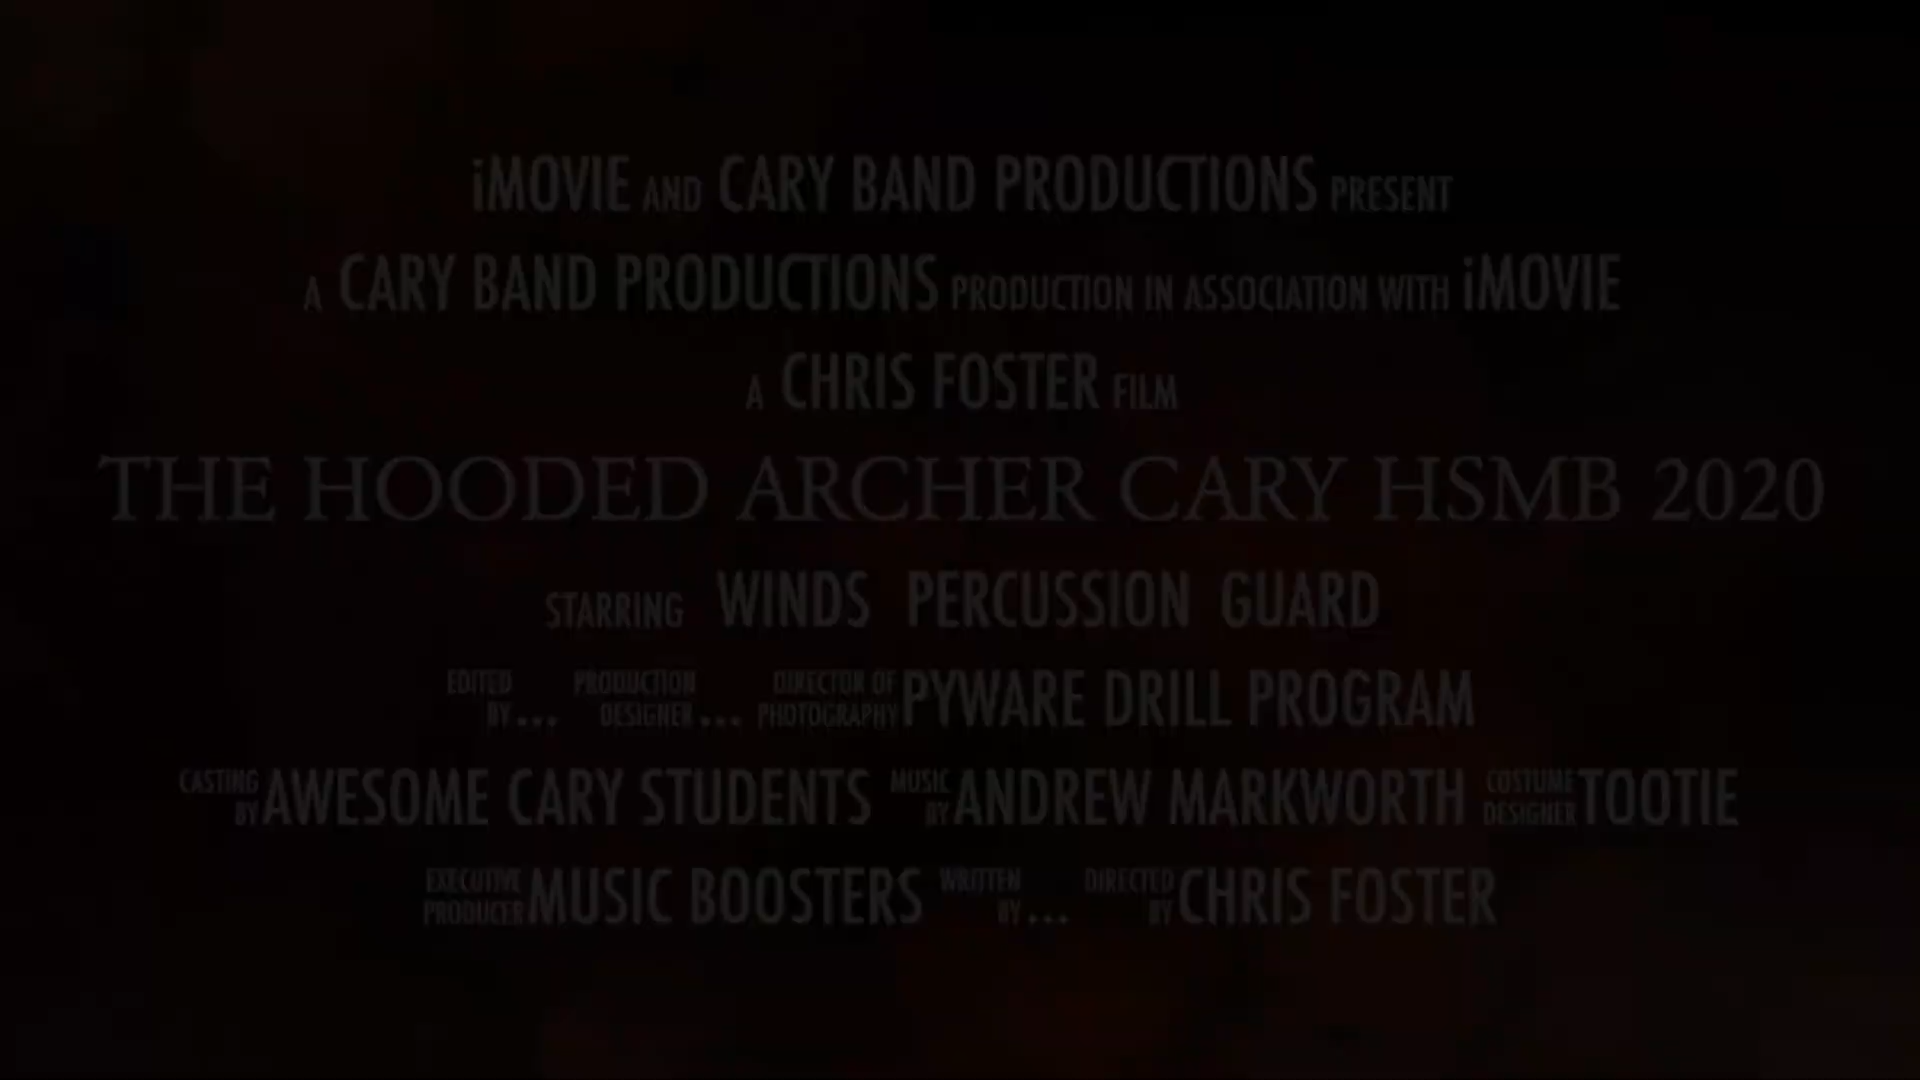 iMOVIE AND CARY BAND PRODUCTIONS PRESENT
A CARY BAND PRODUCTIONS PRODUCTION IN ASSOCIATION WITH iMOVIE
A CHRIS FOSTER FILM
THE HOODED ARCHER CARY HSMB 2020
STARRING WINDS PERCUSSION GUARD
EDITED BY ... PRODUCTION DESIGNER ... DIRECTOR OF PHOTOGRAPHY PYWARE DRILL PROGRAM
CASTING BY AWESOME CARY STUDENTS MUSIC BY ANDREW MARKWORTH COSTUME DESIGNER TOOTIE
EXECUTIVE PRODUCER MUSIC BOOSTERS WRITTEN BY ... DIRECTED BY CHRIS FOSTER